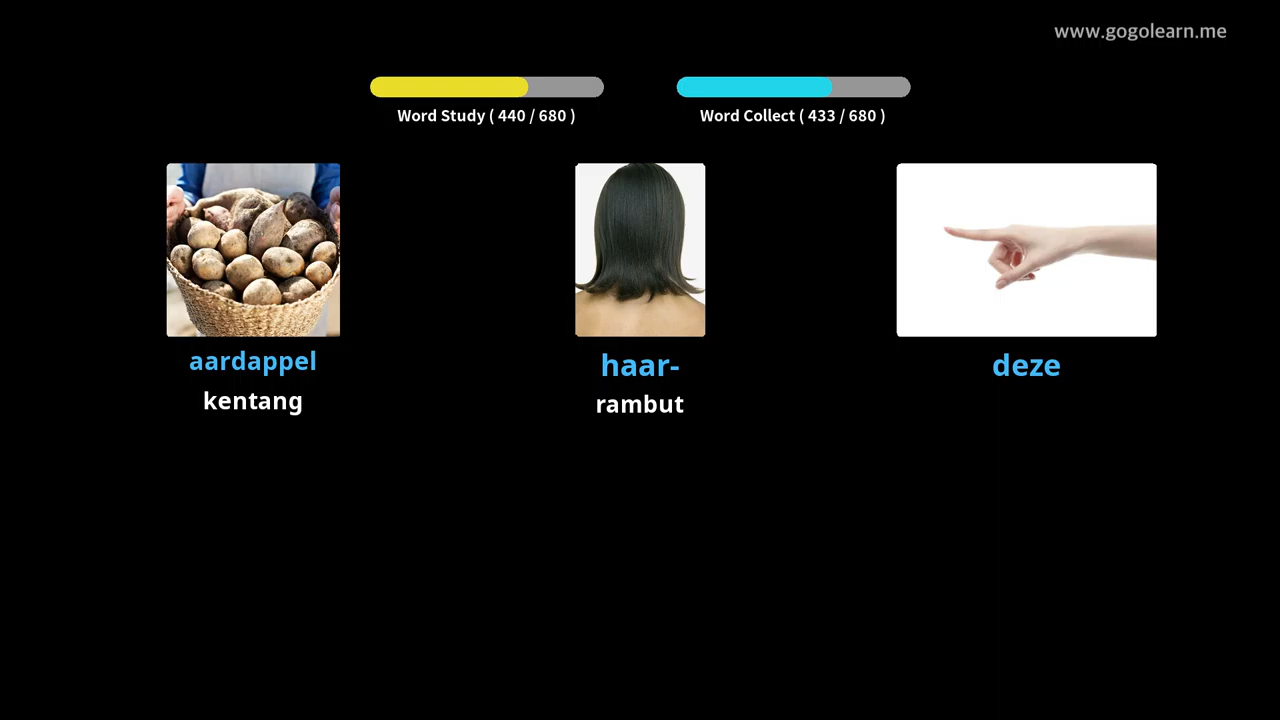 www.gogolearn.me
Word Study ( 440 / 680 )
Word Collect ( 433 / 680 )
aardappel
kentang
haar-
rambut
deze